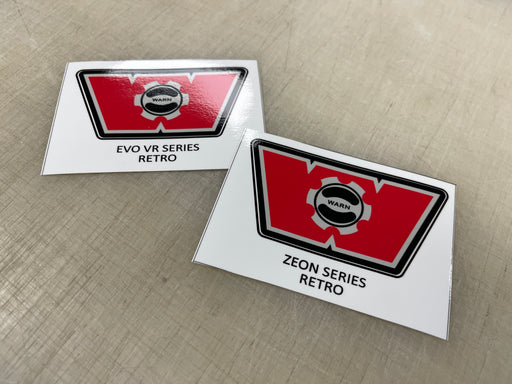 WARN
EVO VR SERIES
RETRO
WARN
ZEON SERIES
RETRO